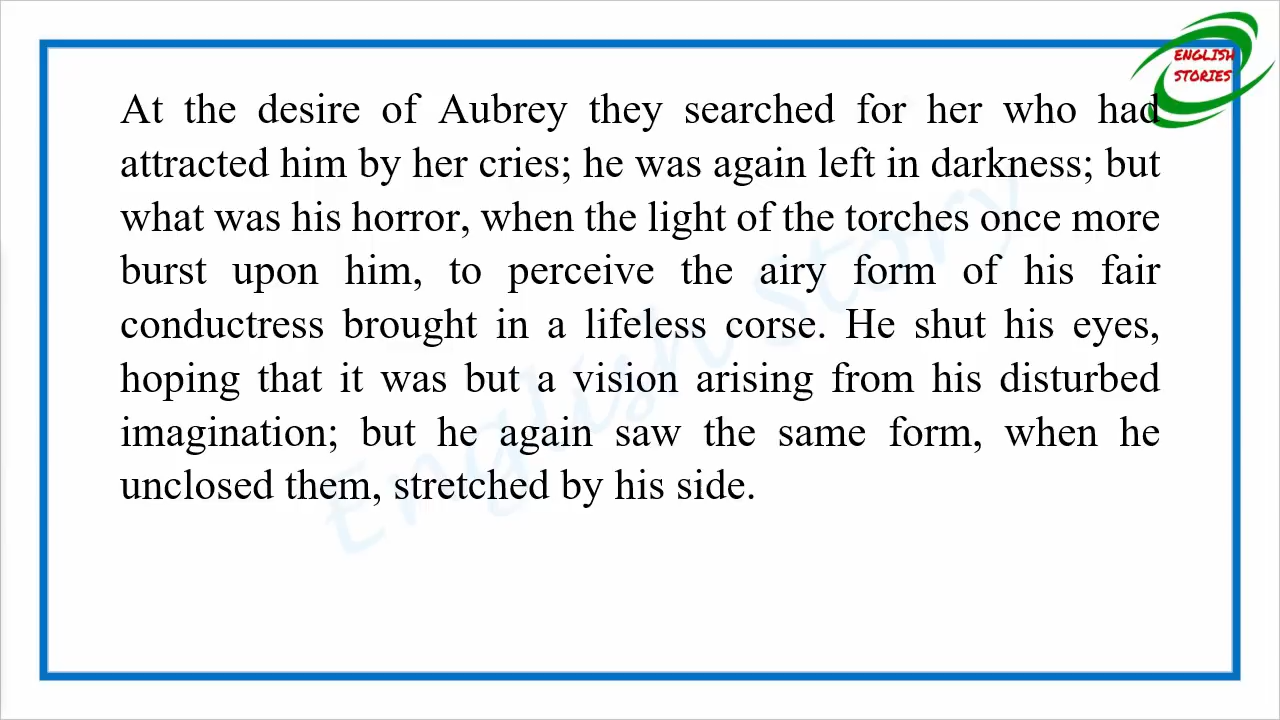 ENGLISH
STORIES
At the desire of Aubrey they searched for her who had
attracted him by her cries; he was again left in darkness; but
what was his horror, when the light of the torches once more
burst upon him, to perceive the airy form of his fair
conductress brought in a lifeless corse. He shut his eyes,
hoping that it was but a vision arising from his disturbed
imagination; but he again saw the same form, when he
unclosed them, stretched by his side.
English Story